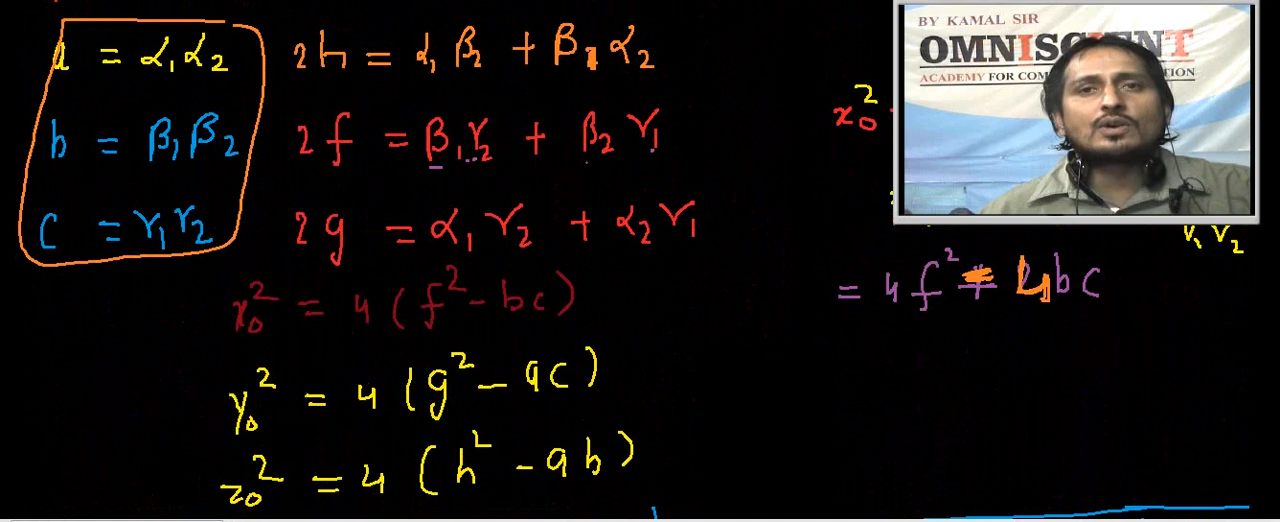 a = α₁α₂
2h = α₁β₂ + β₁α₂
b = β₁β₂
2f = β₁γ₂ + β₂γ₁
c = γ₁γ₂
2g = α₁γ₂ + α₂γ₁
x₀² = 4(f² - bc)
y₀² = 4(g² - ac)
z₀² = 4(h² - ab)
BY KAMAL SIR
OMNISCIENT
ACADEMY FOR COM
x₀²
γ₁γ₂
= 4f² - 4bc